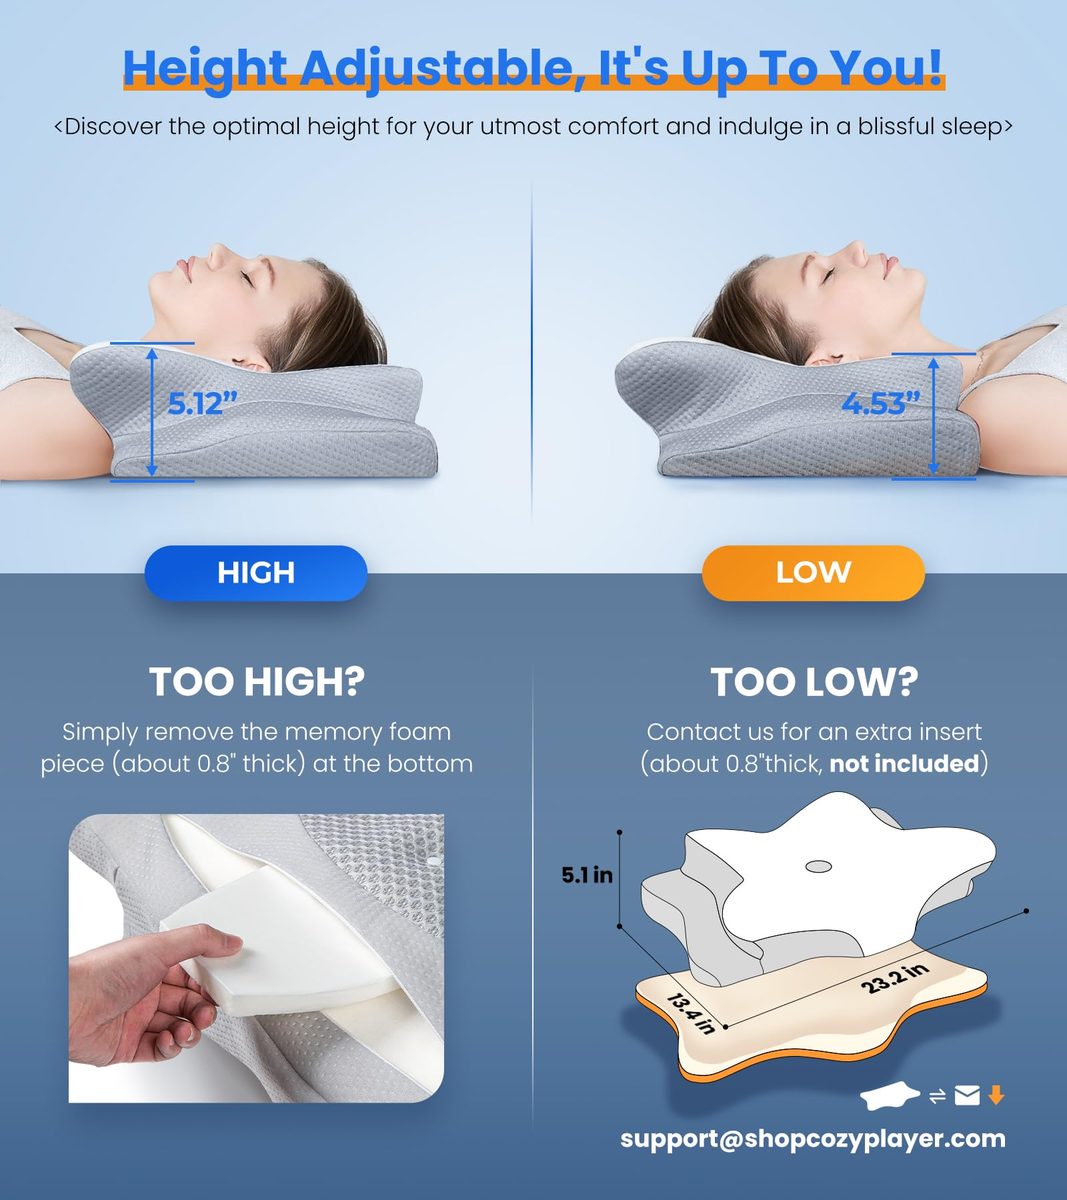 Height Adjustable, It's Up To You!
<Discover the optimal height for your utmost comfort and indulge in a blissful sleep>
5.12”
4.53”
HIGH
LOW
TOO HIGH?
Simply remove the memory foam
piece (about 0.8" thick) at the bottom
TOO LOW?
Contact us for an extra insert
(about 0.8"thick, not included)
5.1 in
23.2 in
13.4 in
support@shopcozyplayer.com